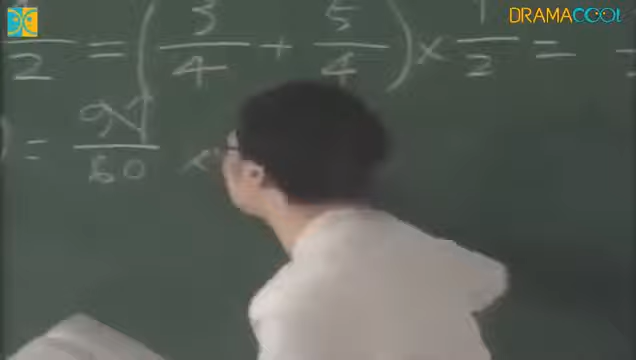 DRAMACOOL
/2 = (3/4 + 5/4) × 1/2 =
) = 9√/60 ×